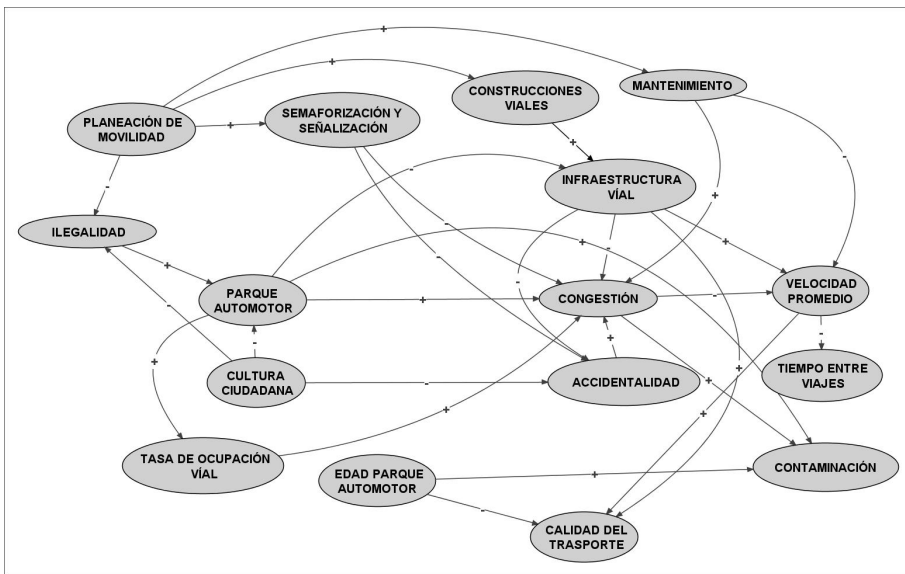 MANTENIMIENTO
CONSTRUCCIONES
VIALES
PLANEACIÓN DE
MOVILIDAD
SEMAFORIZACIÓN Y
SEÑALIZACIÓN
INFRAESTRUCTURA
VÍAL
ILEGALIDAD
PARQUE
AUTOMOTOR
CONGESTIÓN
VELOCIDAD
PROMEDIO
CULTURA
CIUDADANA
ACCIDENTALIDAD
TIEMPO ENTRE
VIAJES
TASA DE OCUPACIÓN
VÍAL
EDAD PARQUE
AUTOMOTOR
CONTAMINACIÓN
CALIDAD DEL
TRASPORTE
+
+
+
+
-
-
-
-
+
+
-
-
+
+
+
-
-
-
+
-
-
-
-
+
+
-
+
+
+
+
+
-